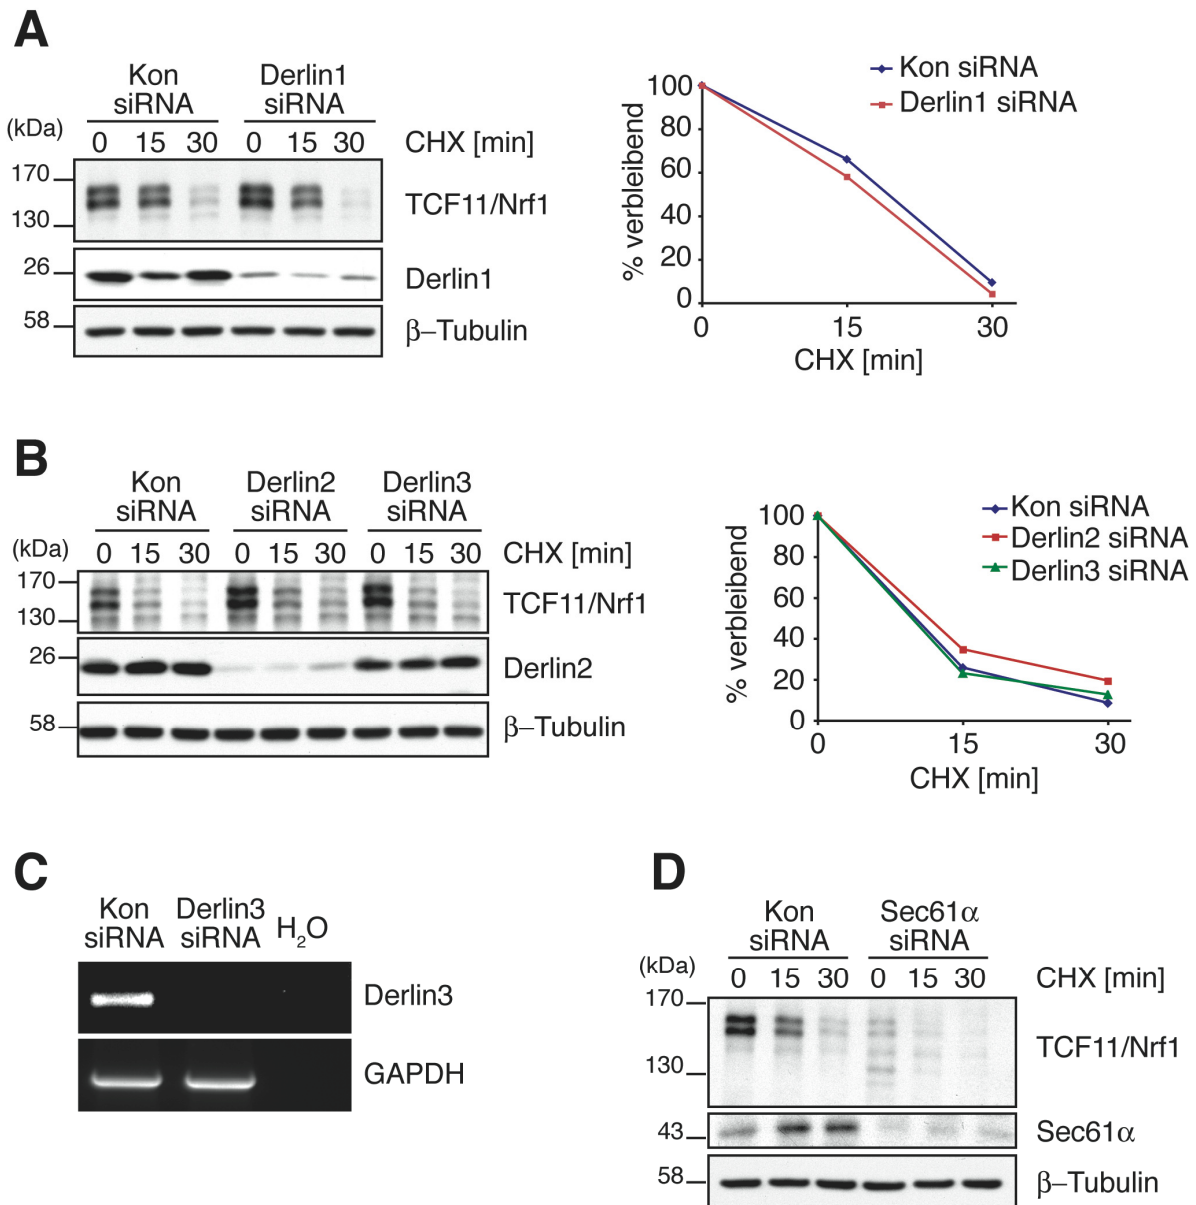 A
Kon
siRNA
Derlin1
siRNA
(kDa)
0 15 30 0 15 30 CHX [min]
170
130
TCF11/Nrf1
26
Derlin1
58
β–Tubulin
Kon siRNA
Derlin1 siRNA
% verbleibend
100
80
60
40
20
0
0 15 30
CHX [min]
B
Kon
siRNA
Derlin2
siRNA
Derlin3
siRNA
(kDa)
0 15 30 0 15 30 0 15 30 CHX [min]
170
130
TCF11/Nrf1
26
Derlin2
58
β–Tubulin
Kon siRNA
Derlin2 siRNA
Derlin3 siRNA
% verbleibend
100
80
60
40
20
0
0 15 30
CHX [min]
C
Kon
siRNA
Derlin3
siRNA
H₂O
Derlin3
GAPDH
D
Kon
siRNA
Sec61α
siRNA
(kDa)
0 15 30 0 15 30 CHX [min]
170
130
TCF11/Nrf1
43
Sec61α
58
β–Tubulin